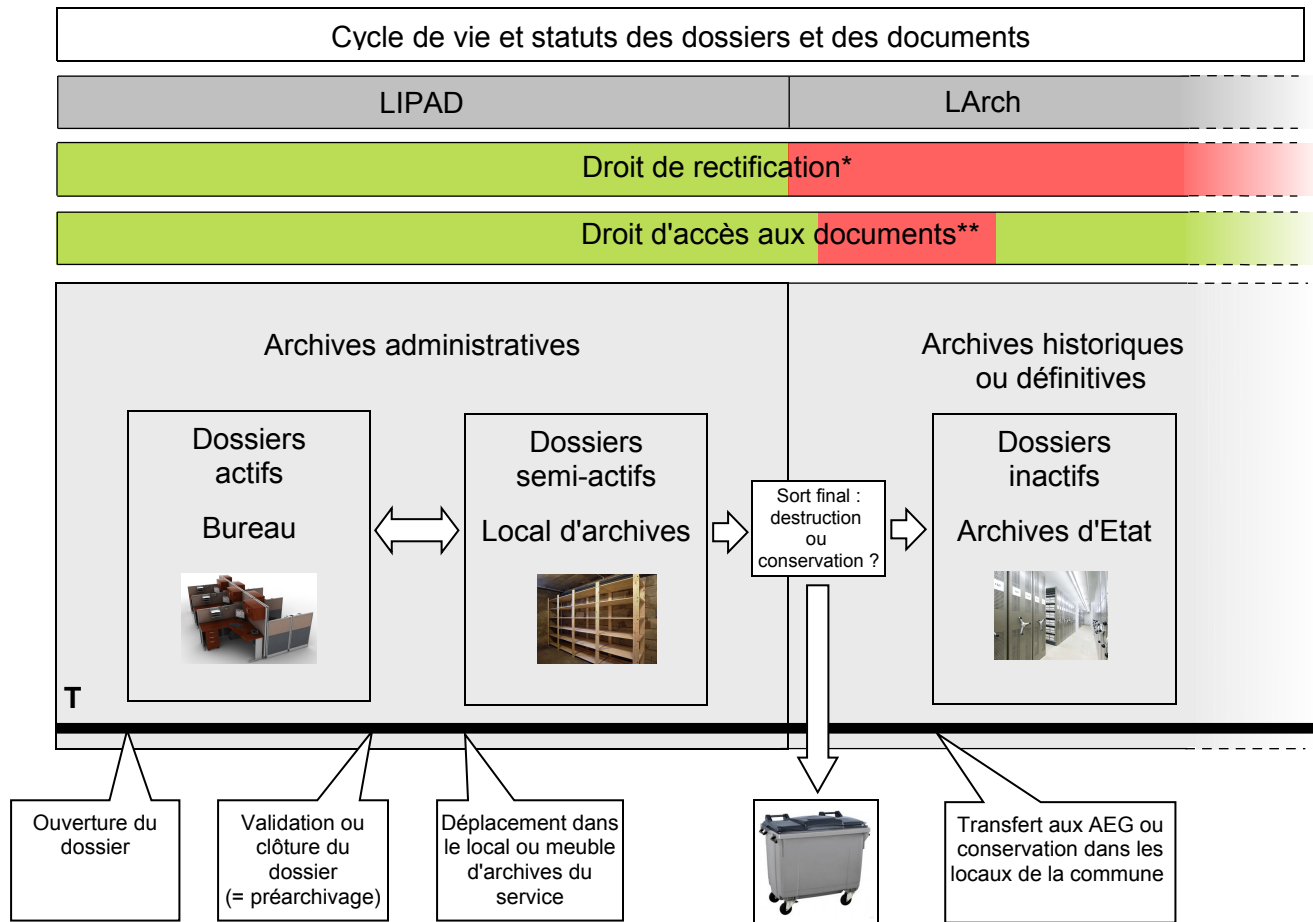 Cycle de vie et statuts des dossiers et des documents
LIPAD
LArch
Droit de rectification*
Droit d'accès aux documents**
Archives administratives
Archives historiques
ou définitives
Dossiers
actifs
Bureau
Dossiers
semi-actifs
Local d'archives
Sort final :
destruction
ou
conservation ?
Dossiers
inactifs
Archives d'Etat
T
Ouverture du
dossier
Validation ou
clôture du
dossier
(= préarchivage)
Déplacement dans
le local ou meuble
d'archives du
service
Transfert aux AEG ou
conservation dans les
locaux de la commune